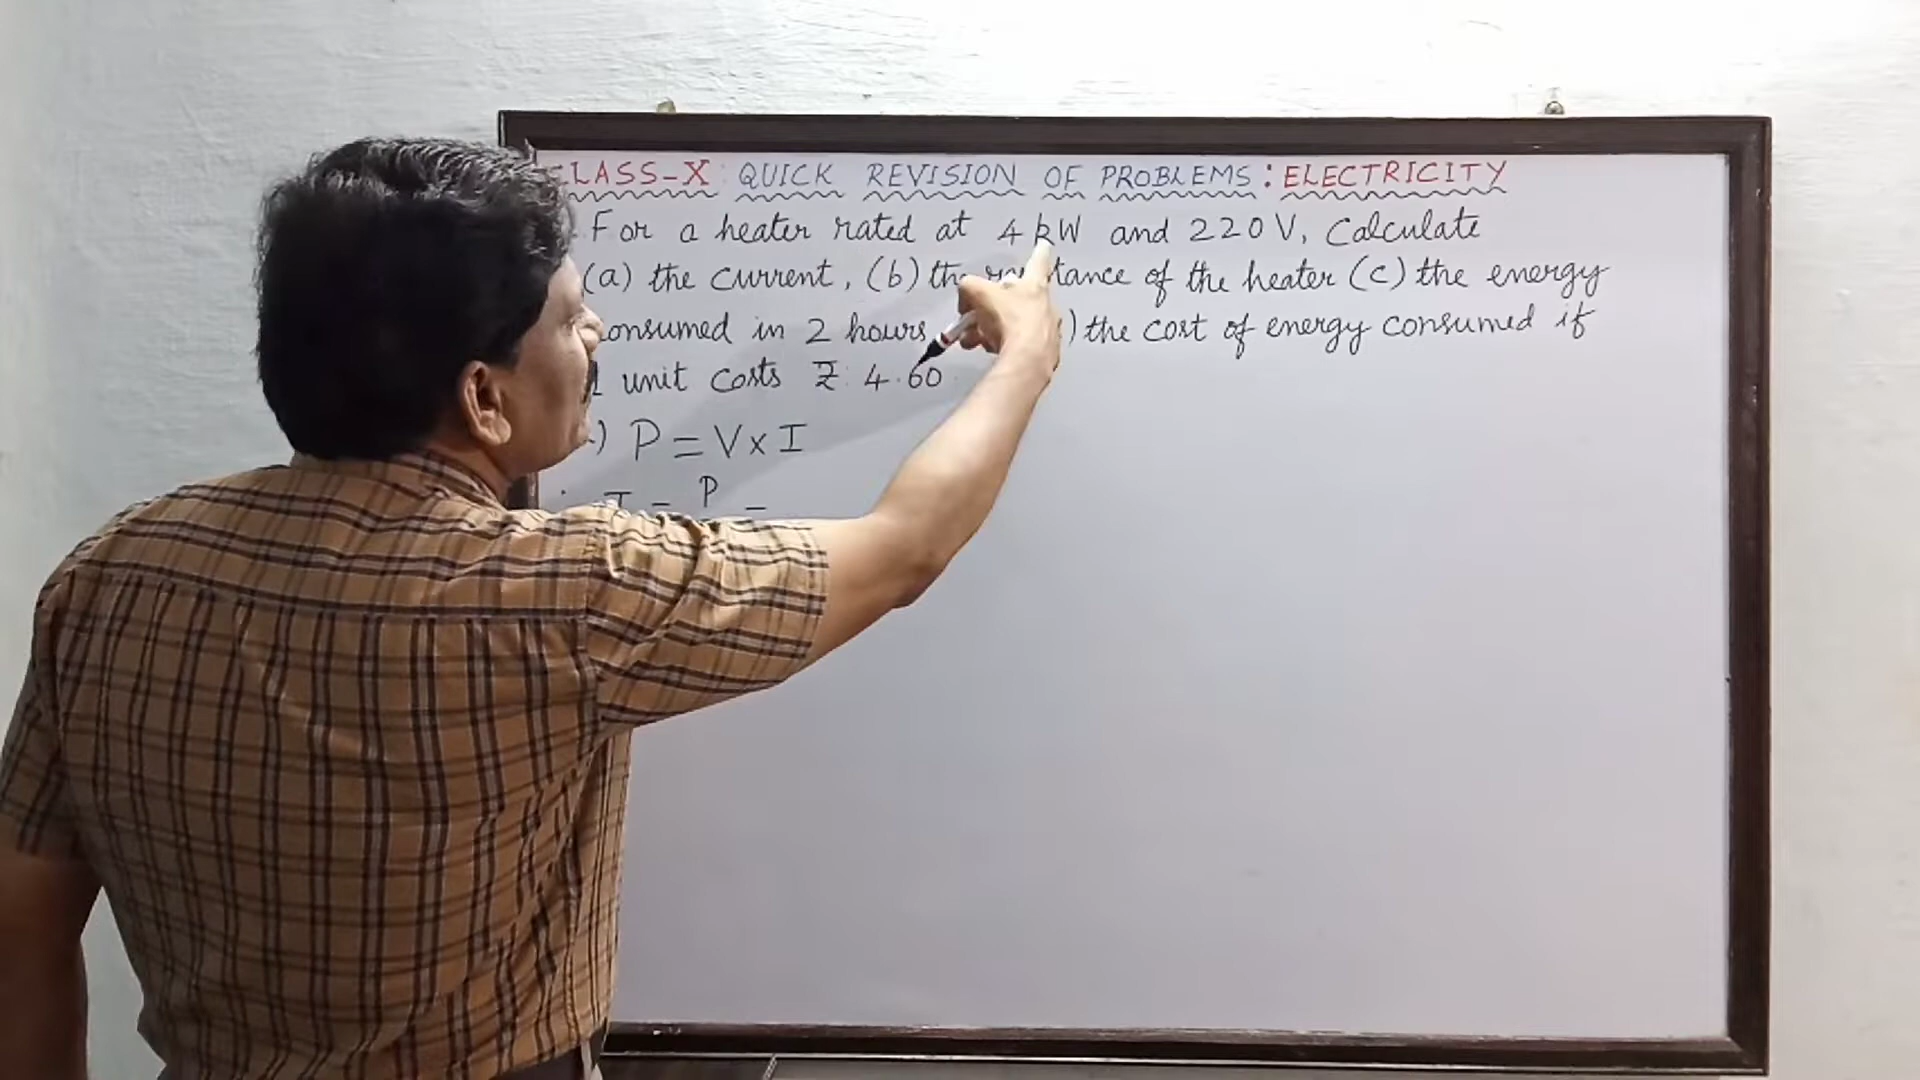 CLASS-X: QUICK REVISION OF PROBLEMS: ELECTRICITY
For a heater rated at 4 kW and 220V, Calculate
(a) the current, (b) the resistance of the heater (c) the energy
consumed in 2 hours the cost of energy consumed if
1 unit costs ₹ 4.60
P = V x I
I = P =